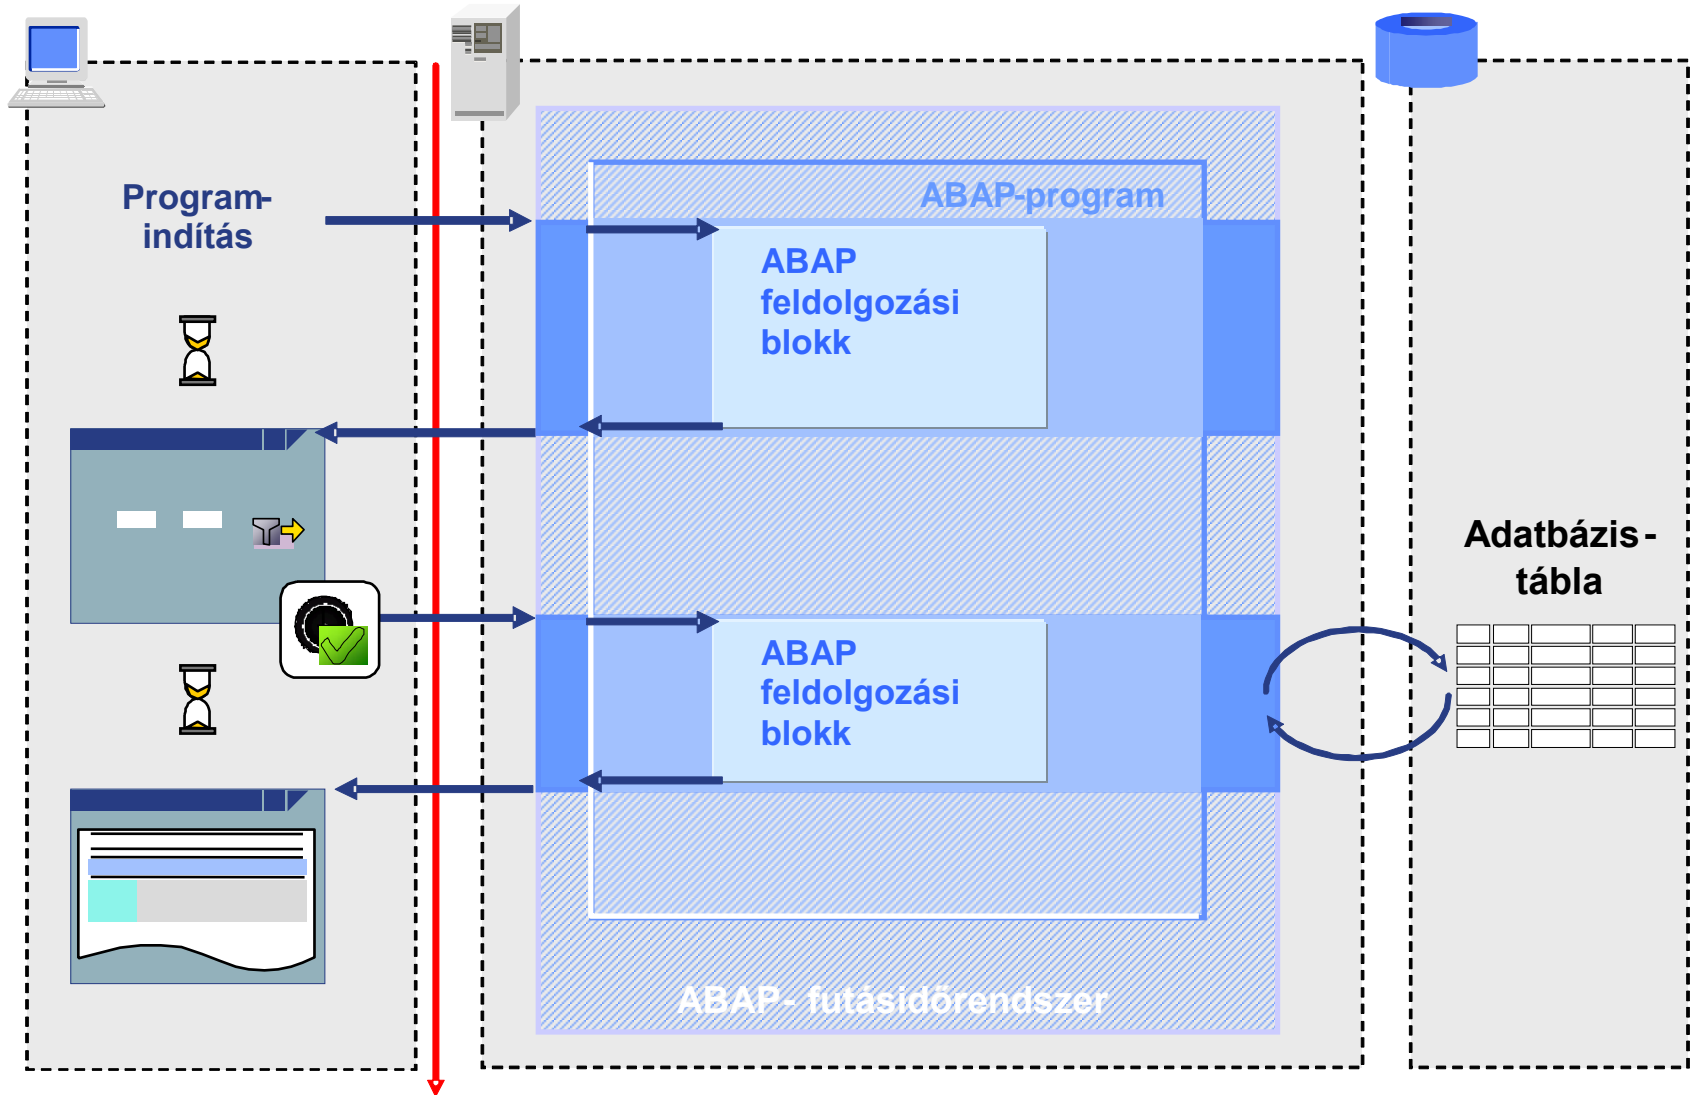 Program-
indítás
ABAP-program
ABAP
feldolgozási
blokk
Adatbázis-
tábla
ABAP
feldolgozási
blokk
ABAP- futásidőrendszer